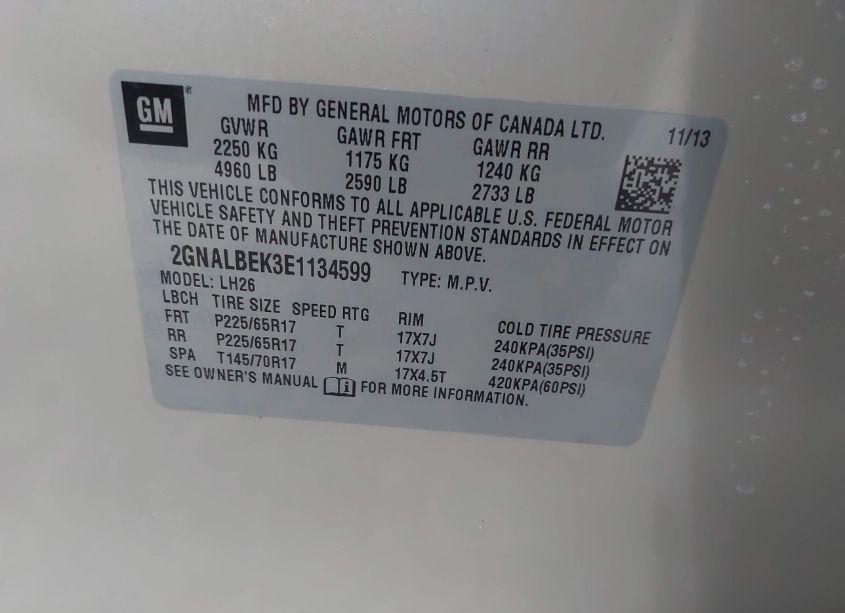 GM ®
MFD BY GENERAL MOTORS OF CANADA LTD. 11/13
GVWR GAWR FRT GAWR RR
2250 KG 1175 KG 1240 KG
4960 LB 2590 LB 2733 LB
THIS VEHICLE CONFORMS TO ALL APPLICABLE U.S. FEDERAL MOTOR
VEHICLE SAFETY AND THEFT PREVENTION STANDARDS IN EFFECT ON
THE DATE OF MANUFACTURE SHOWN ABOVE.
2GNALBEK3E1134599 TYPE: M.P.V.
MODEL: LH26
LBCH TIRE SIZE SPEED RTG RIM COLD TIRE PRESSURE
FRT P225/65R17 T 17X7J 240KPA(35PSI)
RR P225/65R17 T 17X7J 240KPA(35PSI)
SPA T145/70R17 M 17X4.5T 420KPA(60PSI)
SEE OWNER'S MANUAL FOR MORE INFORMATION.